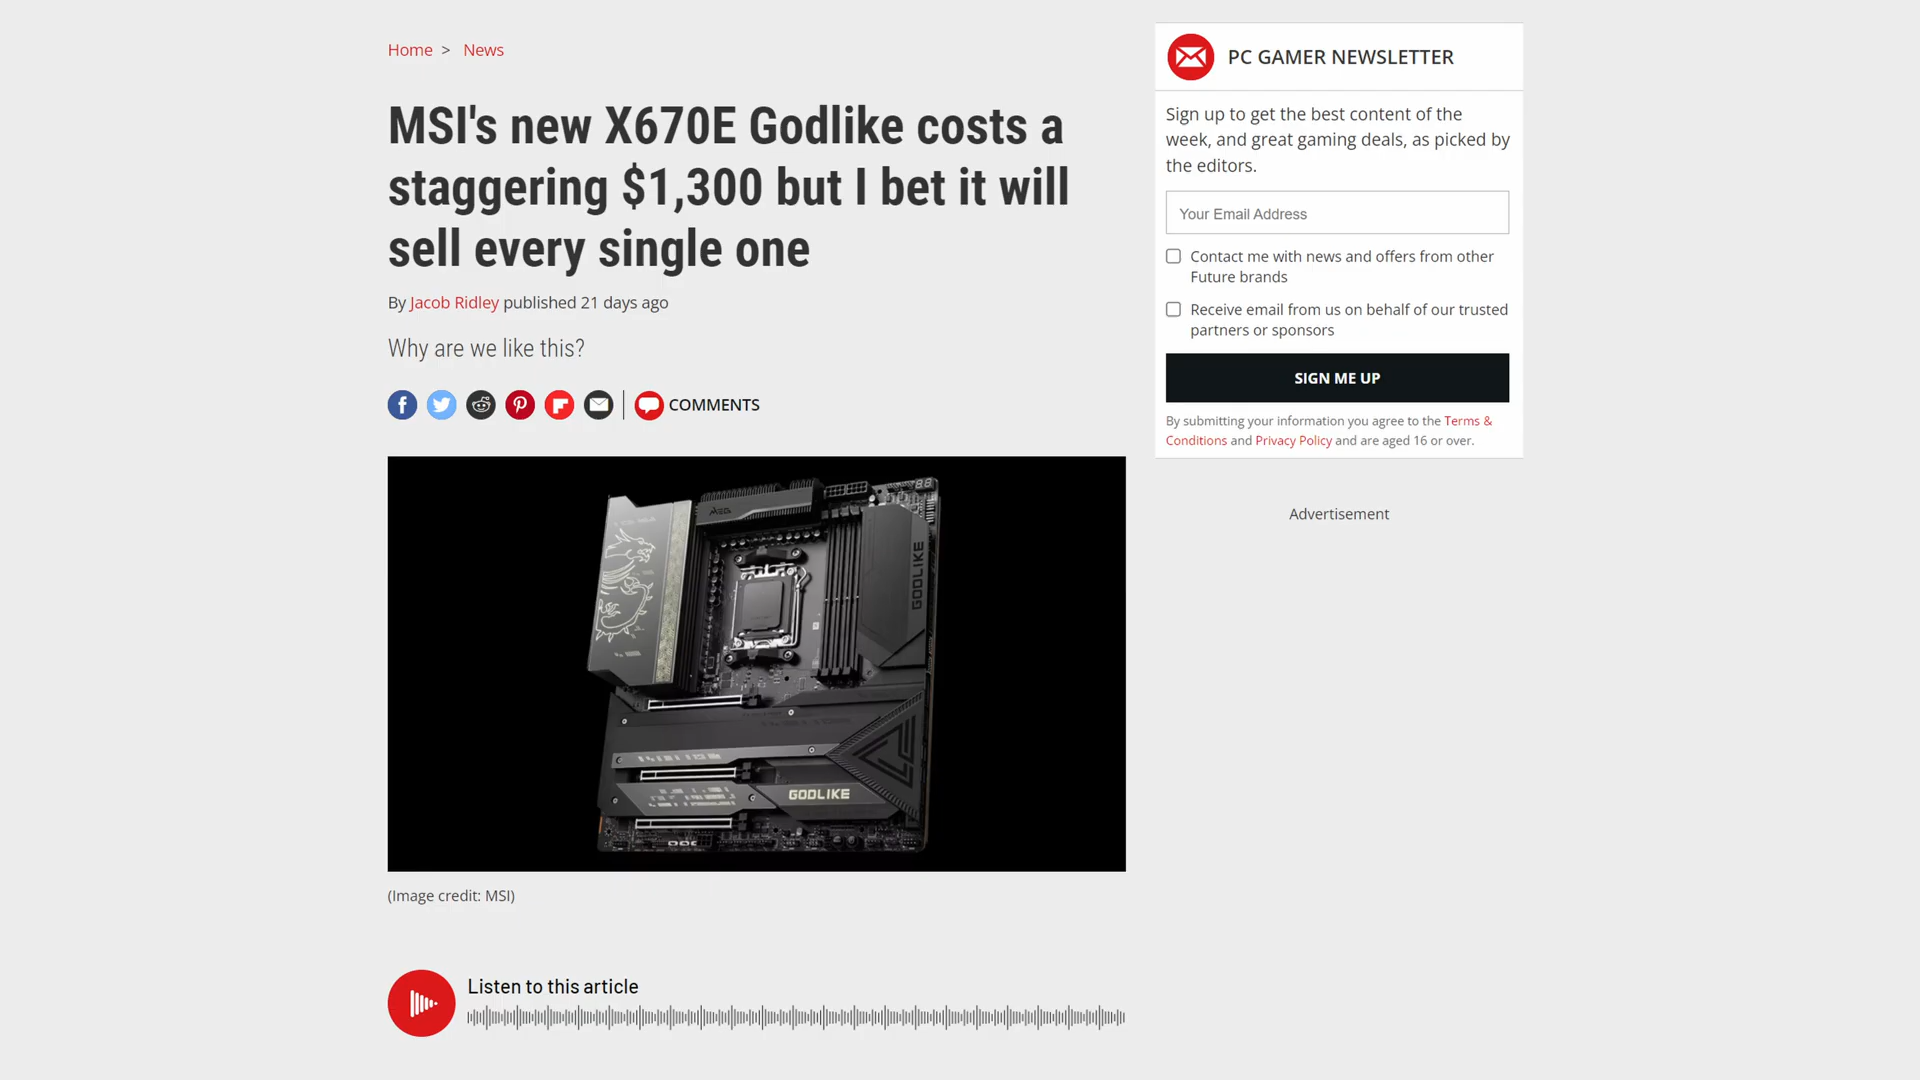 Home > News
MSI's new X670E Godlike costs a
staggering $1,300 but I bet it will
sell every single one
By Jacob Ridley published 21 days ago
Why are we like this?
COMMENTS
MEG
GODLIKE
GODLIKE
(Image credit: MSI)
Listen to this article
PC GAMER NEWSLETTER
Sign up to get the best content of the
week, and great gaming deals, as picked by
the editors.
Your Email Address
Contact me with news and offers from other
Future brands
Receive email from us on behalf of our trusted
partners or sponsors
SIGN ME UP
By submitting your information you agree to the Terms &
Conditions and Privacy Policy and are aged 16 or over.
Advertisement